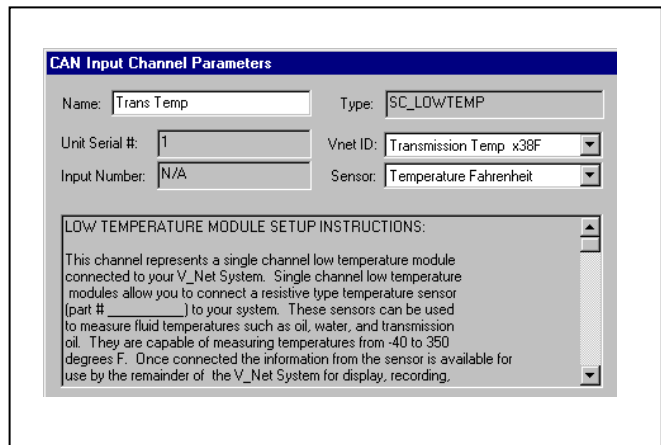 CAN Input Channel Parameters
Name: Trans Temp Type: SC_LOWTEMP
Unit Serial #: 1 Vnet ID: Transmission Temp x38F
Input Number: N/A Sensor: Temperature Fahrenheit
LOW TEMPERATURE MODULE SETUP INSTRUCTIONS:
This channel represents a single channel low temperature module
connected to your V_Net System. Single channel low temperature
modules allow you to connect a resistive type temperature sensor
(part # __________) to your system. These sensors can be used
to measure fluid temperatures such as oil, water, and transmission
oil. They are capable of measuring temperatures from -40 to 350
degrees F. Once connected the information from the sensor is available for
use by the remainder of the V_Net System for display, recording,